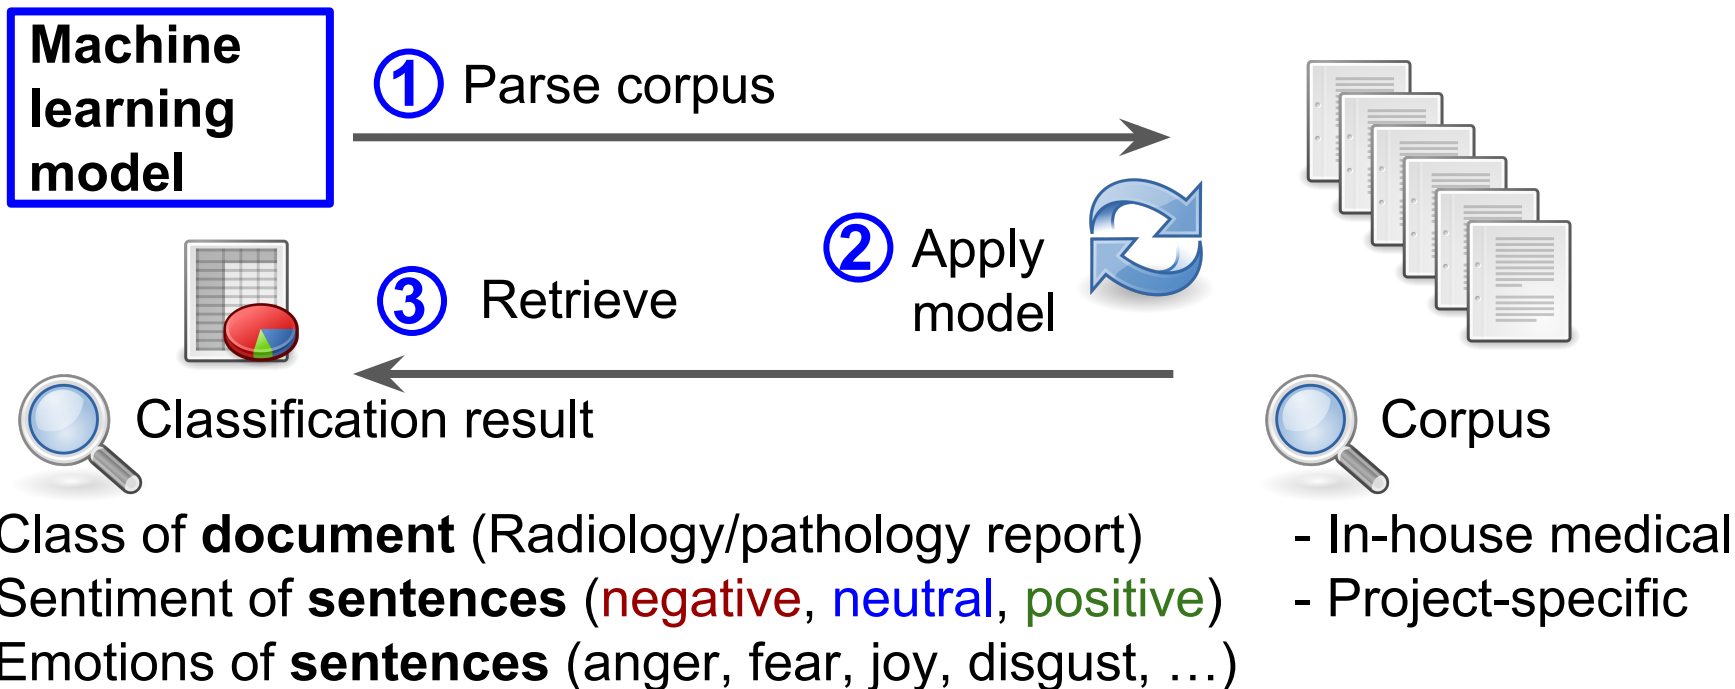 Machine
learning
model
1 Parse corpus
2 Apply
model
3 Retrieve
Classification result
Corpus
Class of document (Radiology/pathology report)
Sentiment of sentences (negative, neutral, positive)
Emotions of sentences (anger, fear, joy, disgust, …)
- In-house medical
- Project-specific